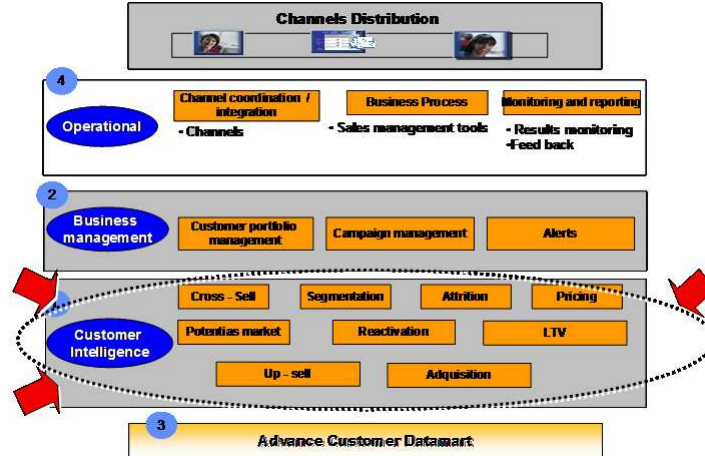 Channels Distribution
4
Operational
Channel coordination /
integration
- Channels
Business Process
- Sales management tools
Monitoring and reporting
- Results monitoring
-Feed back
2
Business
management
Customer portfolio
management
Campaign management
Alerts
Customer
Intelligence
Cross - Sell
Segmentation
Attrition
Pricing
Potentias market
Reactivation
LTV
Up - sell
Adquisition
3
Advance Customer Datamart